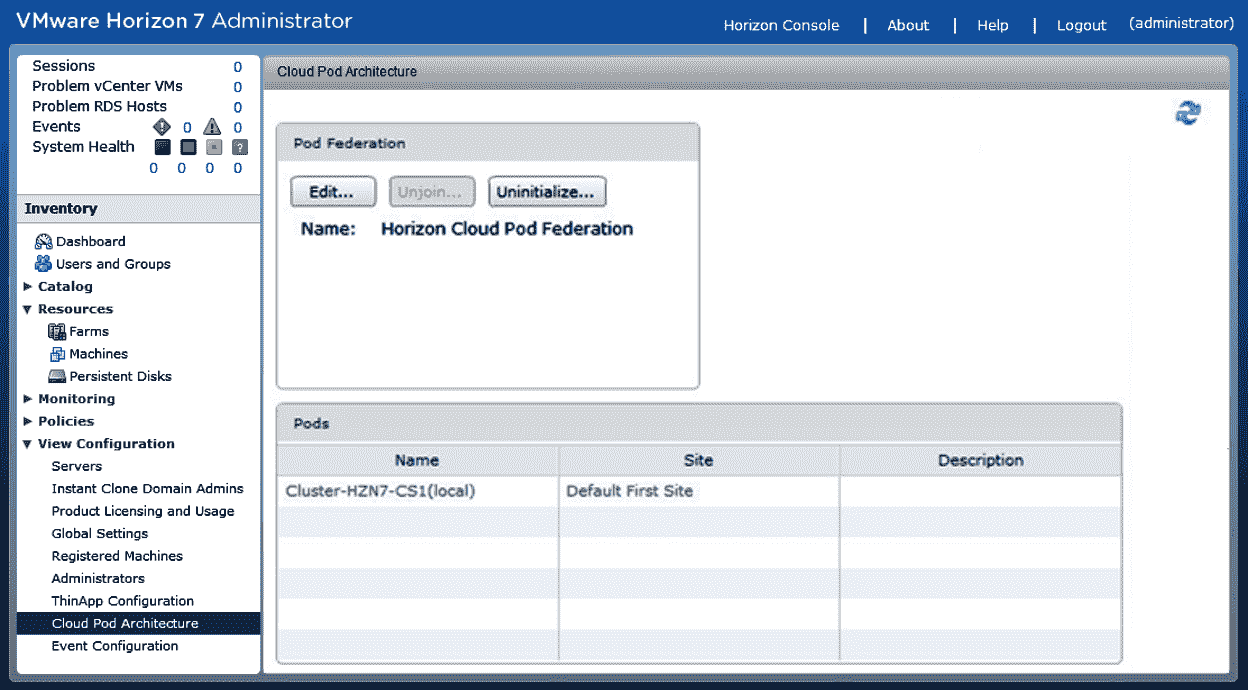 VMware Horizon 7 Administrator
Horizon Console | About | Help | Logout (administrator)
Sessions 0
Problem vCenter VMs 0
Problem RDS Hosts 0
Events 0 0
System Health ?
0 0 0 0
Inventory
Dashboard
Users and Groups
Catalog
Resources
Farms
Machines
Persistent Disks
Monitoring
Policies
View Configuration
Servers
Instant Clone Domain Admins
Product Licensing and Usage
Global Settings
Registered Machines
Administrators
ThinApp Configuration
Cloud Pod Architecture
Event Configuration
Cloud Pod Architecture
Pod Federation
Edit... Unjoin... Uninitialize...
Name: Horizon Cloud Pod Federation
Pods
Name Site Description
Cluster-HZN7-CS1(local) Default First Site